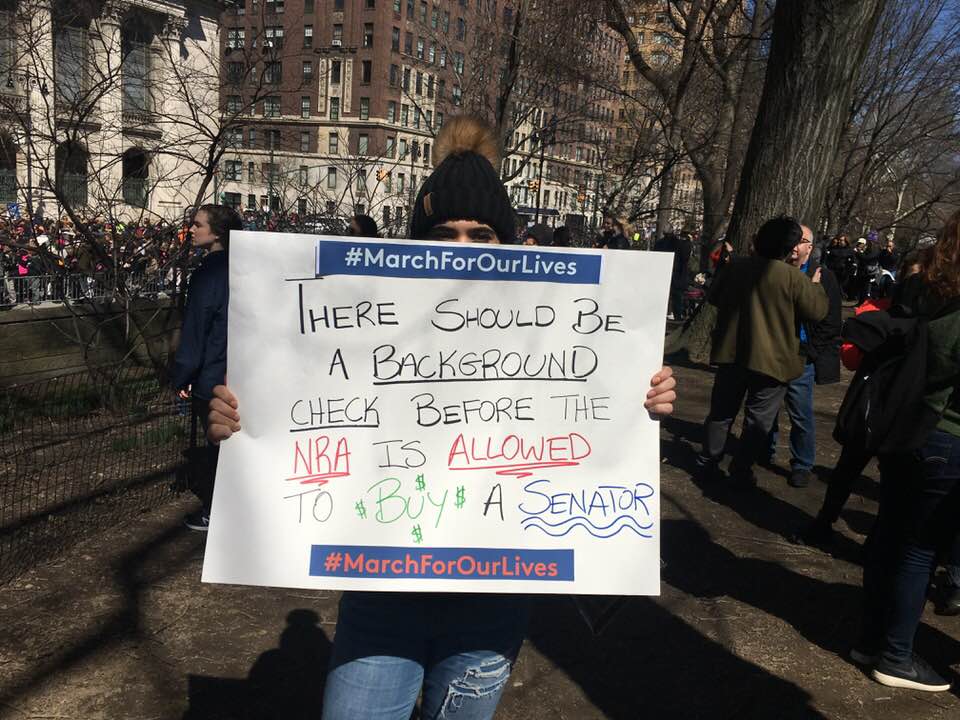 #MarchForOurLives
THERE SHOULD BE
A BACKGROUND
CHECK BEFORE THE
NRA IS ALLOWED
TO $ $BUY$ $ A SENATOR
#MarchForOurLives